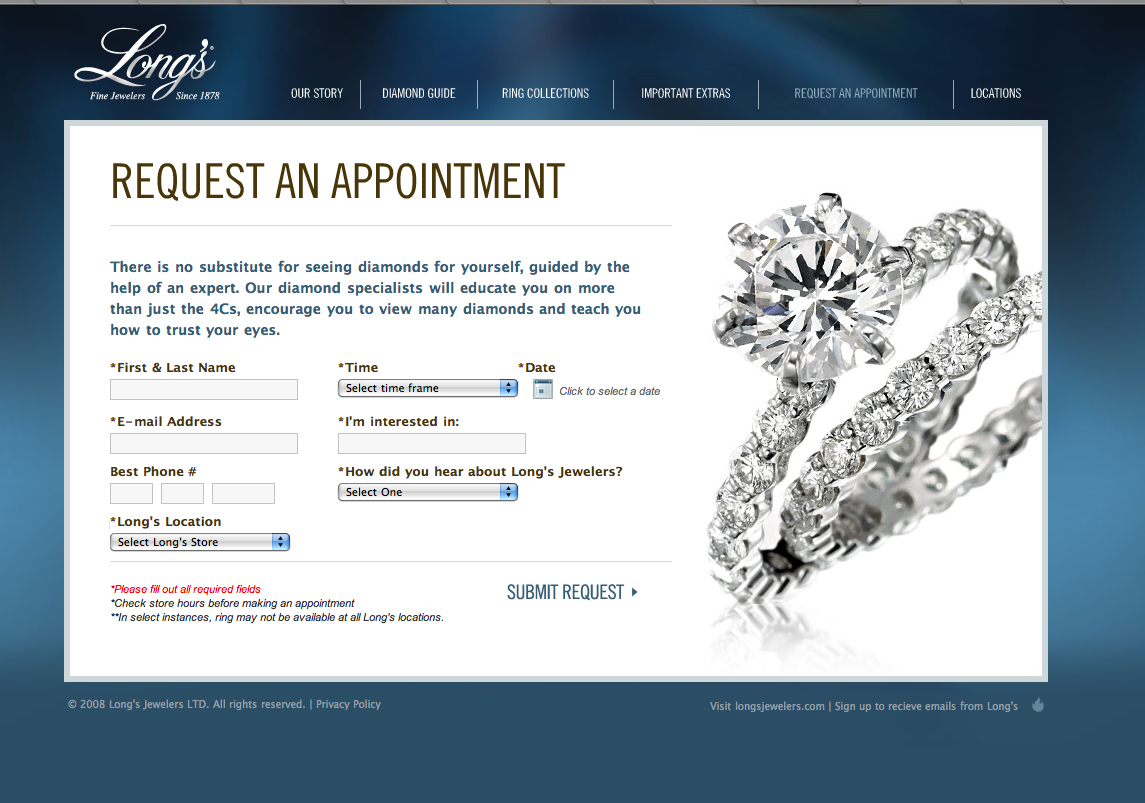 Long's®
Fine Jewelers Since 1878
OUR STORY
DIAMOND GUIDE
RING COLLECTIONS
IMPORTANT EXTRAS
REQUEST AN APPOINTMENT
LOCATIONS
REQUEST AN APPOINTMENT
There is no substitute for seeing diamonds for yourself, guided by the
help of an expert. Our diamond specialists will educate you on more
than just the 4Cs, encourage you to view many diamonds and teach you
how to trust your eyes.
*First & Last Name
*Time
*Date
Select time frame
Click to select a date
*E-mail Address
*I'm interested in:
Best Phone #
*How did you hear about Long's Jewelers?
Select One
*Long's Location
Select Long's Store
*Please fill out all required fields
*Check store hours before making an appointment
**In select instances, ring may not be available at all Long's locations.
SUBMIT REQUEST
© 2008 Long's Jewelers LTD. All rights reserved. | Privacy Policy
Visit longsjewelers.com | Sign up to recieve emails from Long's